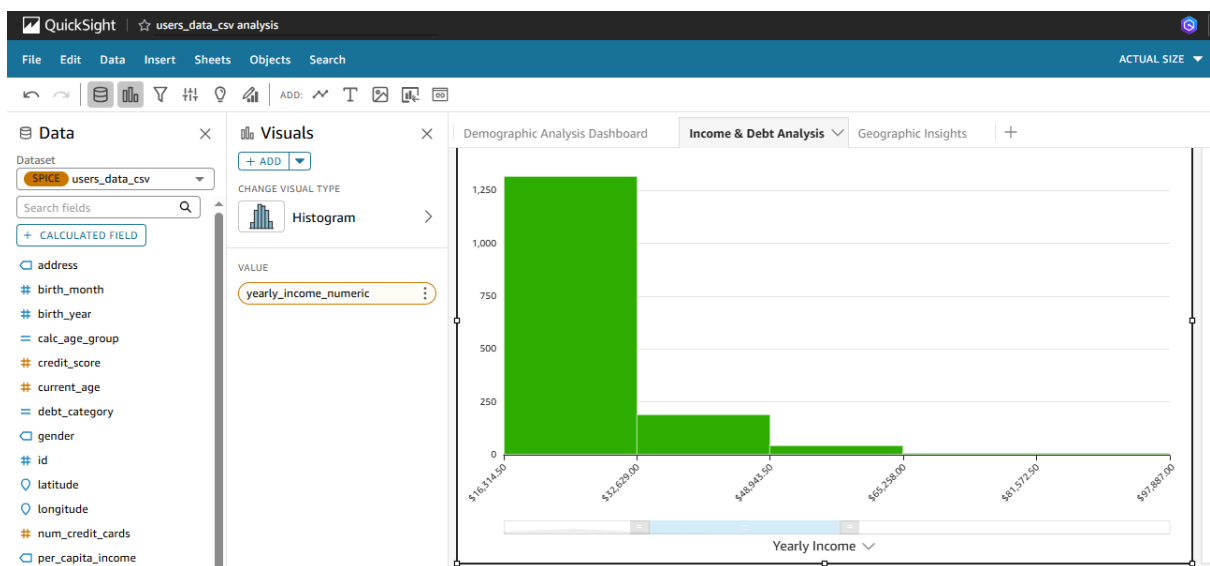 QuickSight users_data_csv analysis
File Edit Data Insert Sheets Objects Search ACTUAL SIZE
ADD: T
Data
Dataset
SPICE users_data_csv
Search fields
+ CALCULATED FIELD
address
birth_month
birth_year
calc_age_group
credit_score
current_age
debt_category
gender
id
latitude
longitude
num_credit_cards
per_capita_income
Visuals
+ ADD
CHANGE VISUAL TYPE
Histogram
VALUE
yearly_income_numeric
Demographic Analysis Dashboard Income & Debt Analysis Geographic Insights +
1,250
1,000
750
500
250
0
$16,314.50 $32,629.00 $48,943.50 $65,258.00 $81,572.50 $97,887.00
Yearly Income